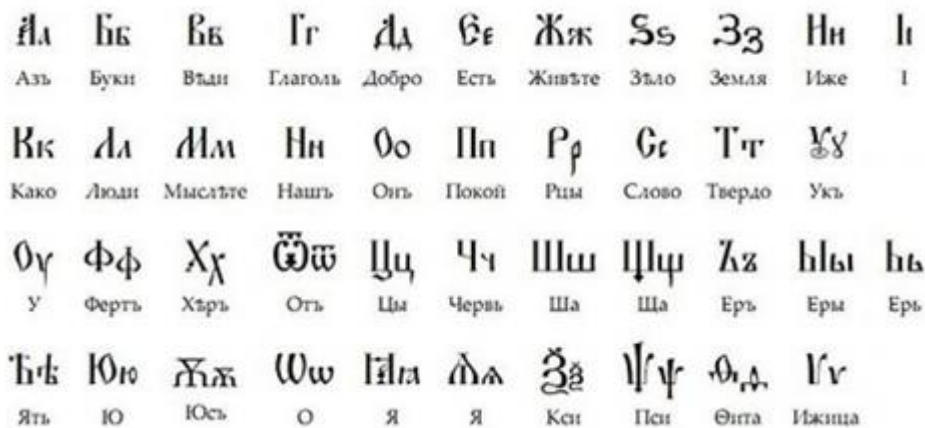 Аа Бб Вв Гг Дд Єє Жж Ѕѕ Зз Ии Іі
Азъ Буки Вѣди Глаголь Добро Есть Живѣте Зѣло Земля Иже І
Кк Лл Мм Нн Оо Пп Рр Сс Тт Ꙋꙋ
Како Люди Мыслѣте Нашъ Онъ Покой Рцы Слово Твердо Укъ
Оу Фф Хх Ѿѿ Цц Чч Шш Щщ Ъъ Ыы Ьь
У Фертъ Хѣръ Отъ Цы Червь Ша Ща Еръ Еры Ерь
Ѣѣ Юю Ѫѫ Ѡѡ Ꙗꙗ Ѧѧ Ѯѯ Ѱѱ Ѳѳ Ѵѵ
Ять Ю Юсъ О Я Я Кси Пси Ѳита Ижица